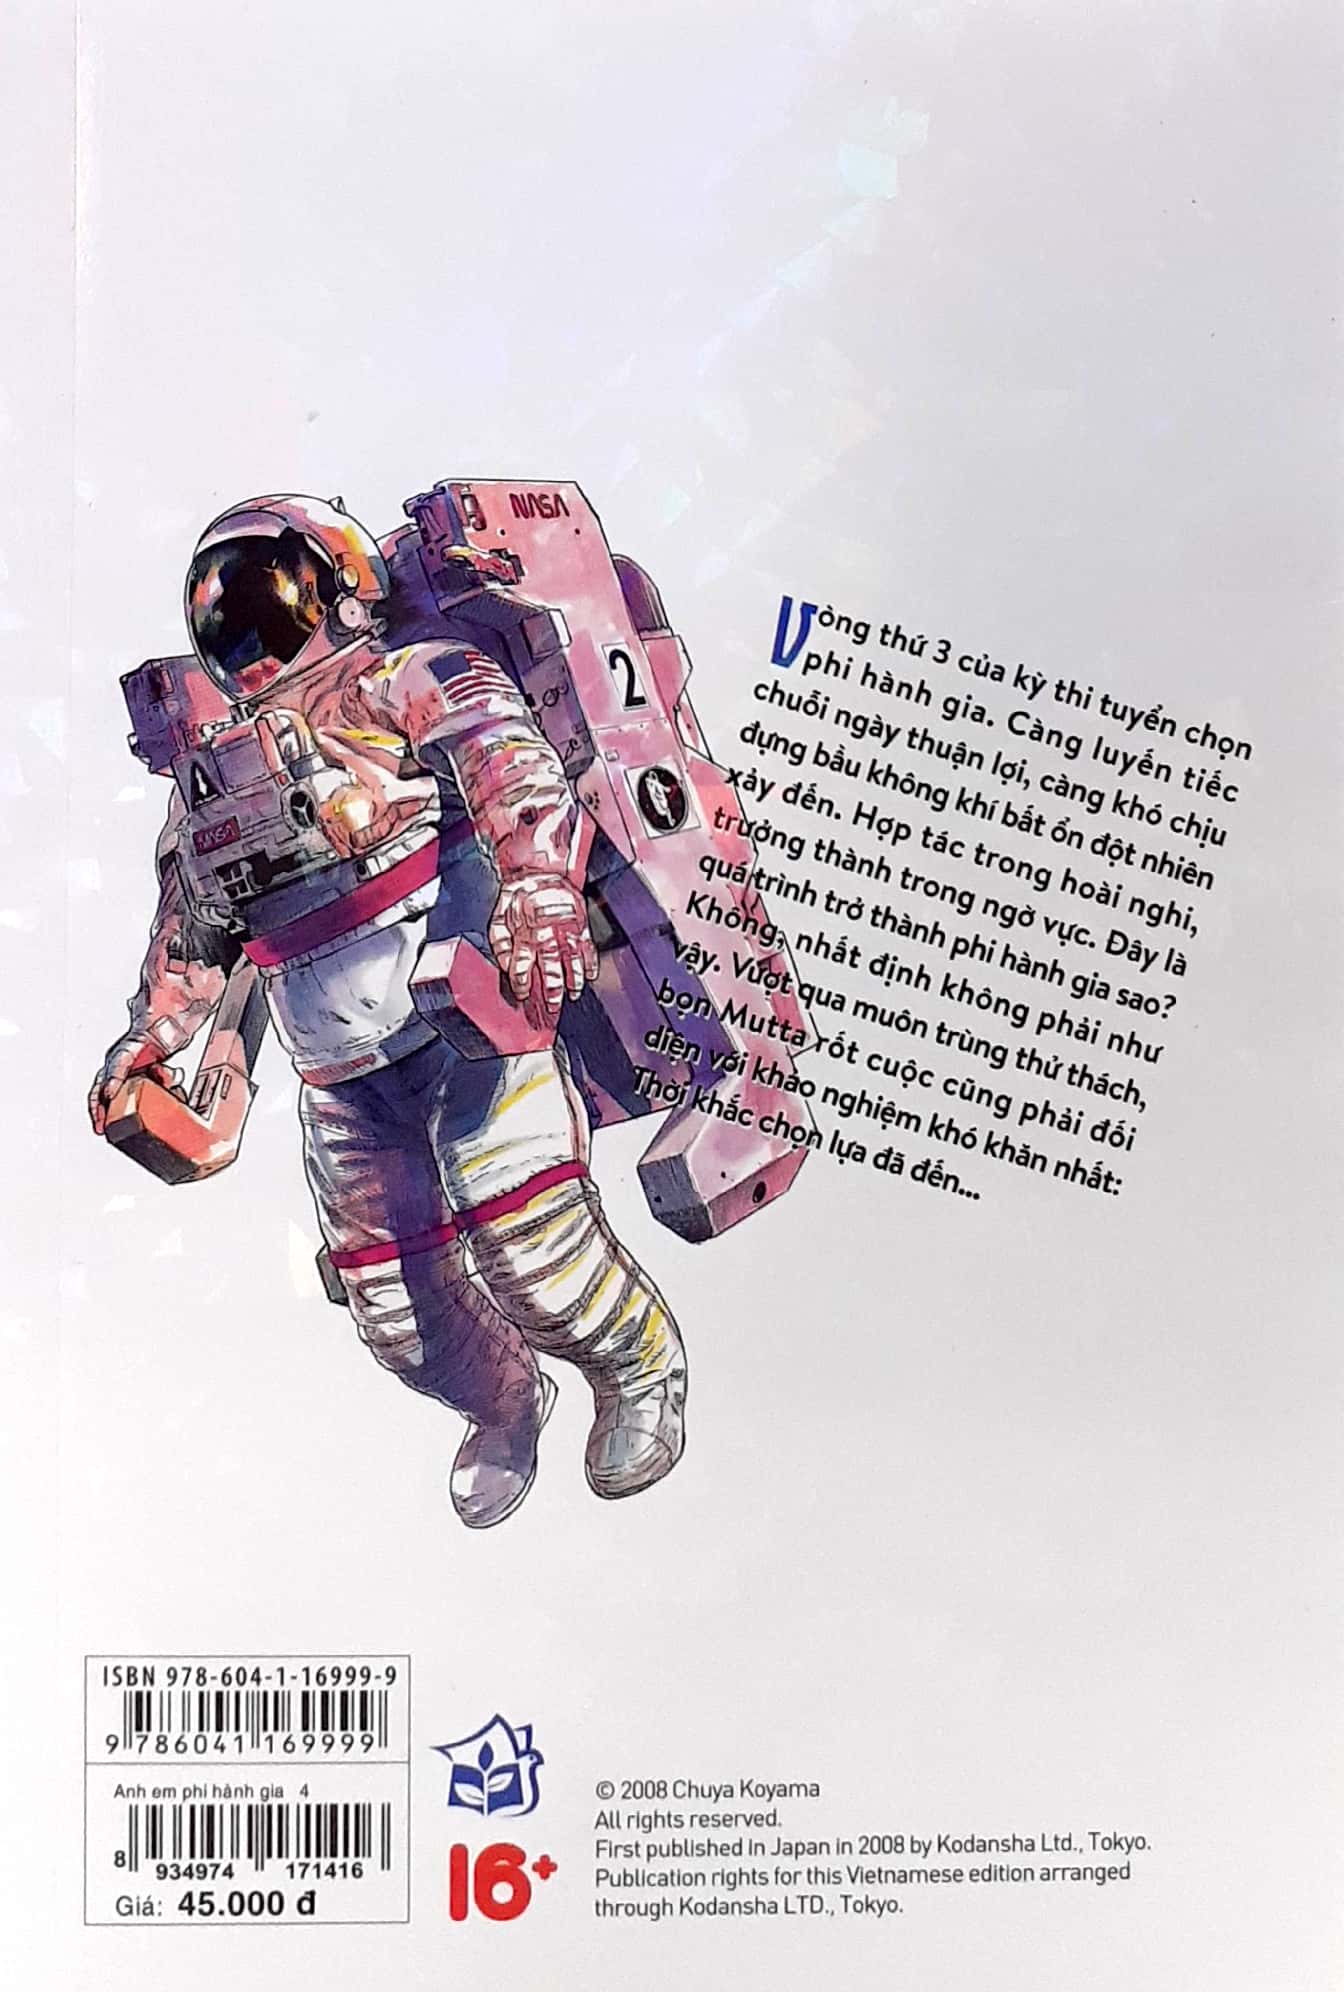 NASA
2
NASA
Vòng thứ 3 của kỳ thi tuyển chọn
phi hành gia. Càng luyến tiếc
chuỗi ngày thuận lợi, càng khó chịu
đựng bầu không khí bất ổn đột nhiên
xảy đến. Hợp tác trong hoài nghi,
trưởng thành trong ngờ vực. Đây là
quá trình trở thành phi hành gia sao?
Không, nhất định không phải như
vậy. Vượt qua muôn trùng thử thách,
bọn Mutta rốt cuộc cũng phải đối
diện với khảo nghiệm khó khăn nhất:
Thời khắc chọn lựa đã đến...
ISBN 978-604-1-16999-9
9 786041 169999
Anh em phi hành gia 4
8 934974 171416
Giá: 45.000 đ
16+
© 2008 Chuya Koyama
All rights reserved.
First published in Japan in 2008 by Kodansha Ltd., Tokyo.
Publication rights for this Vietnamese edition arranged
through Kodansha LTD., Tokyo.